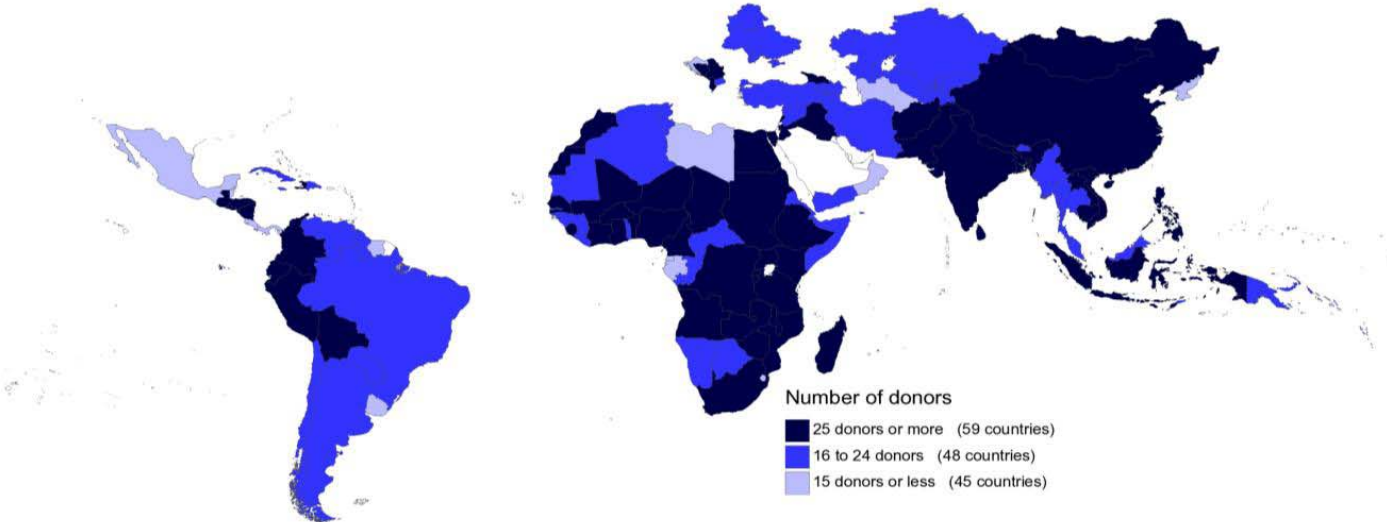 Number of donors
25 donors or more (59 countries)
16 to 24 donors (48 countries)
15 donors or less (45 countries)